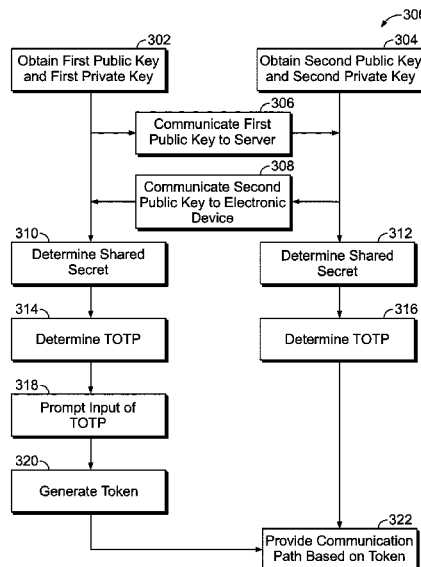 300
302
Obtain First Public Key
and First Private Key
304
Obtain Second Public Key
and Second Private Key
306
Communicate First
Public Key to Server
308
Communicate Second
Public Key to Electronic
Device
310
Determine Shared
Secret
312
Determine Shared
Secret
314
Determine TOTP
316
Determine TOTP
318
Prompt Input of
TOTP
320
Generate Token
322
Provide Communication
Path Based on Token